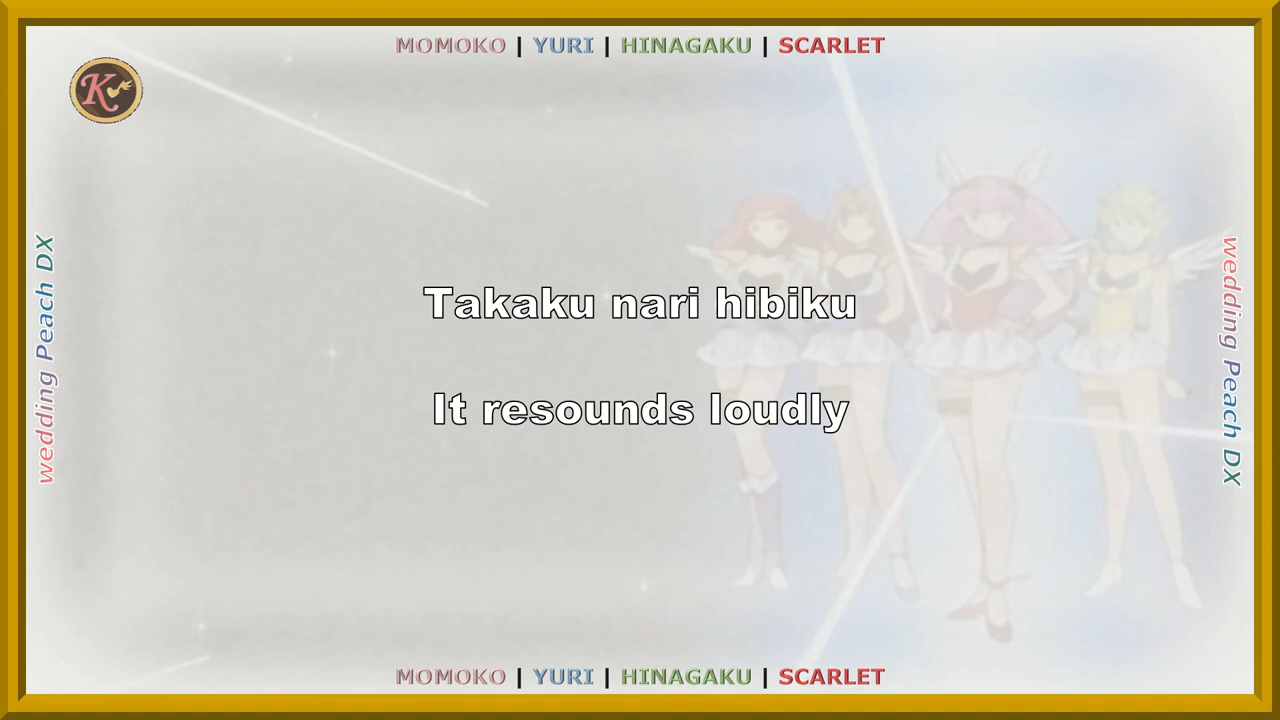 MOMOKO | YURI | HINAGAKU | SCARLET
K
wedding Peach DX
wedding Peach DX
Takaku nari hibiku
It resounds loudly
MOMOKO | YURI | HINAGAKU | SCARLET